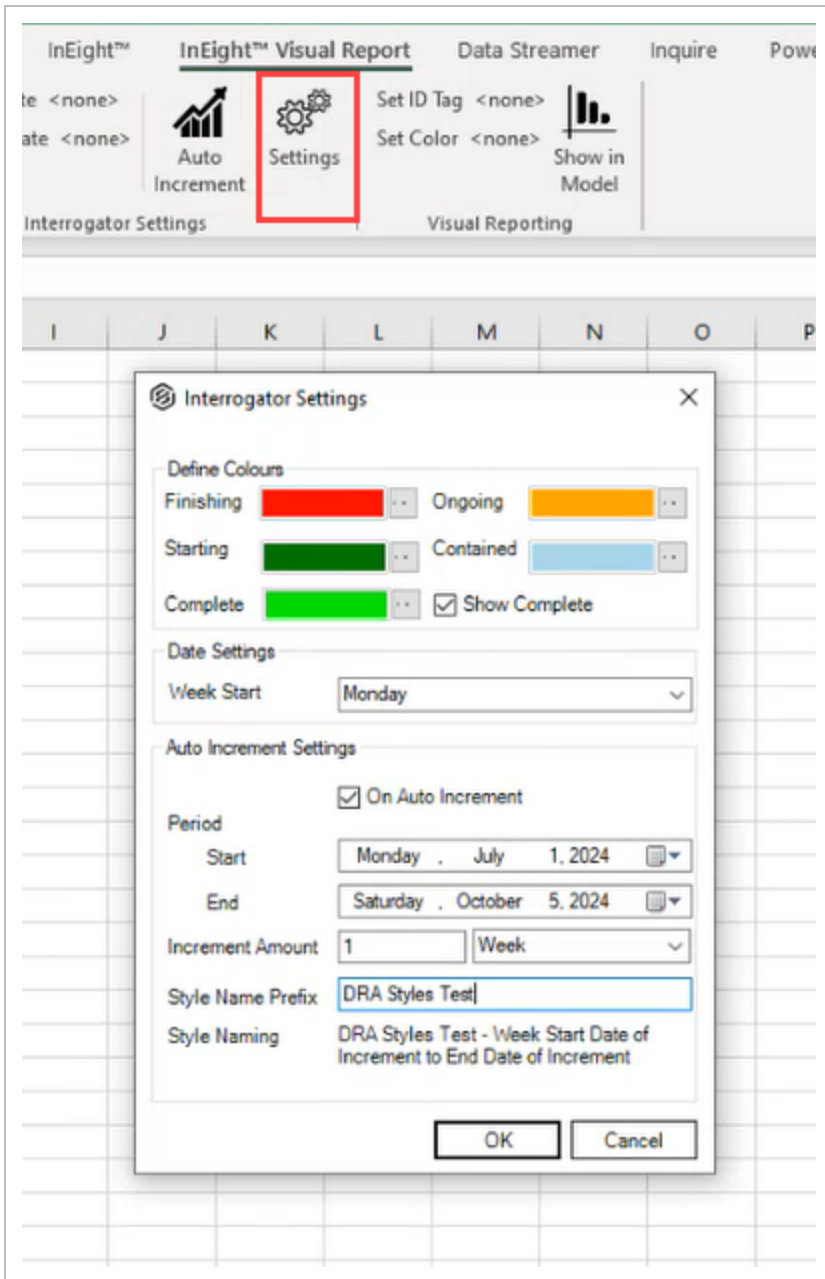 InEight™ InEight™ Visual Report Data Streamer Inquire Powe
te <none> Set ID Tag <none>
ate <none> Set Color <none>
Auto Increment
Settings
Show in Model
Interrogator Settings Visual Reporting
I J K L M N O P
Interrogator Settings
Define Colours
Finishing Ongoing
Starting Contained
Complete Show Complete
Date Settings
Week Start Monday
Auto Increment Settings
On Auto Increment
Period
Start Monday , July 1, 2024
End Saturday , October 5, 2024
Increment Amount 1 Week
Style Name Prefix DRA Styles Test
Style Naming DRA Styles Test - Week Start Date of
Increment to End Date of Increment
OK Cancel